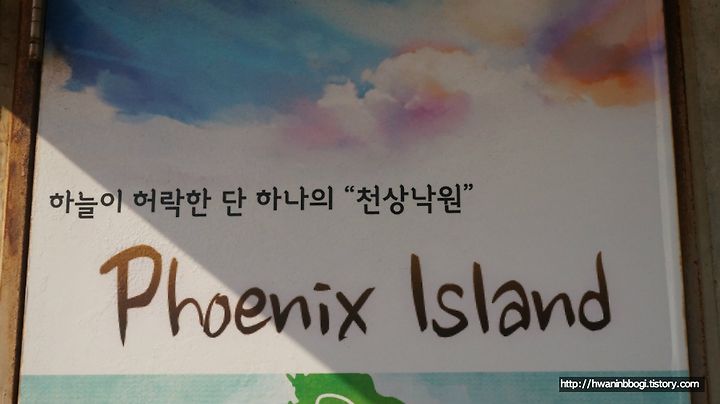 하늘이 허락한 단 하나의 “천상낙원”
Phoenix Island
http://hwaninbbogi.tistory.com